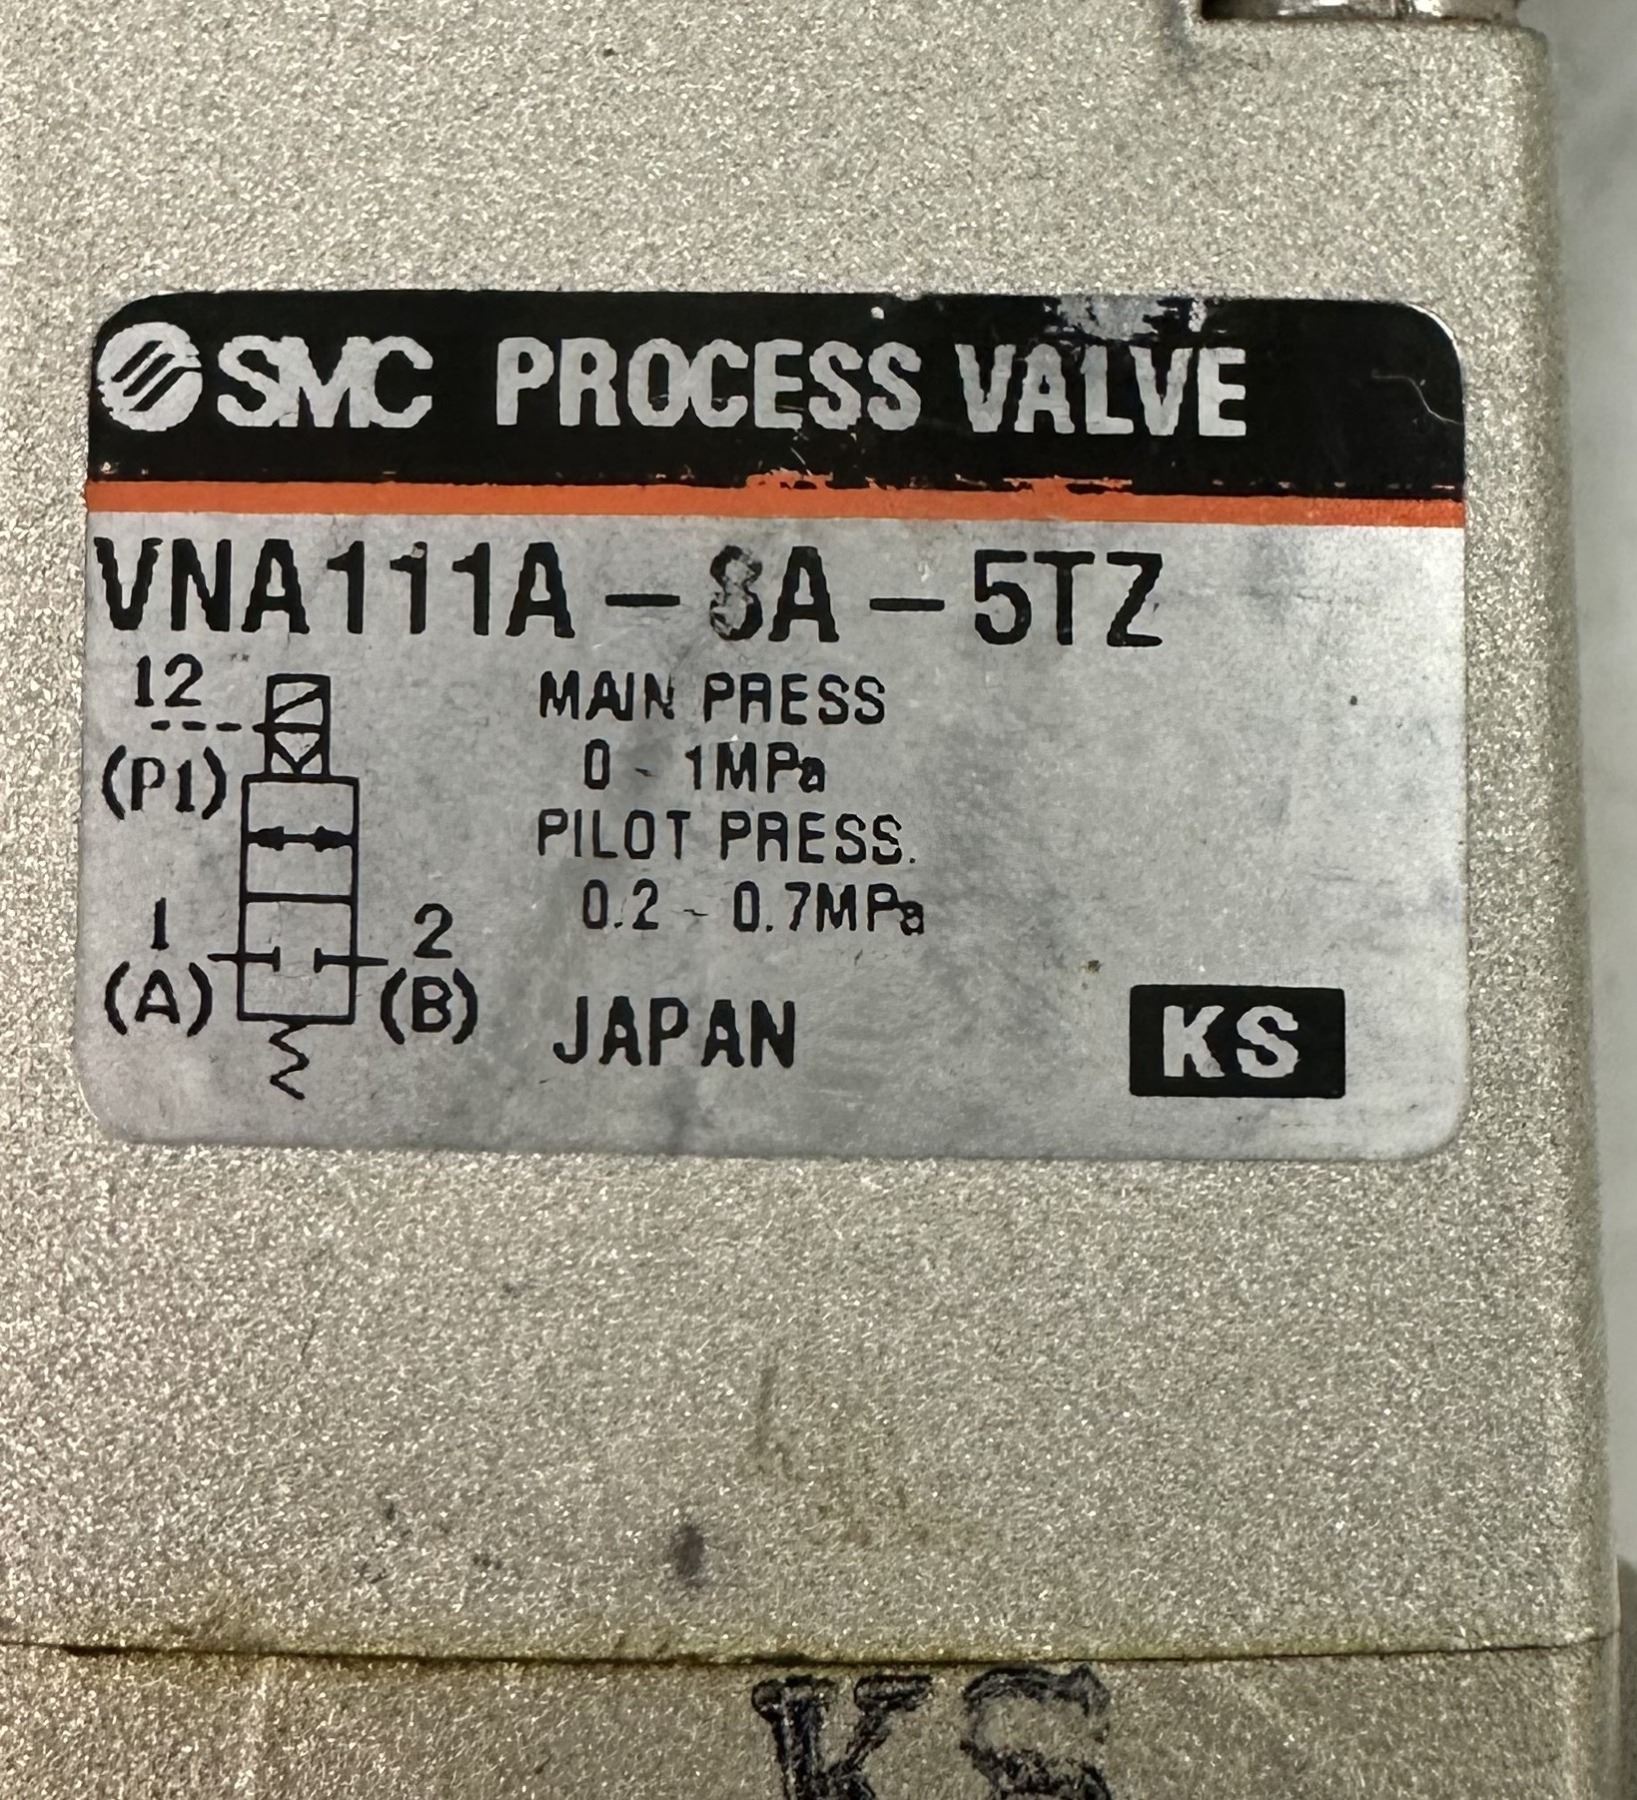 SMC PROCESS VALVE
VNA111A-8A-5TZ
12
(P1)
1
(A)
2
(B)
MAIN PRESS
0 - 1MPa
PILOT PRESS.
0.2 - 0.7MPa
JAPAN
KS
KS